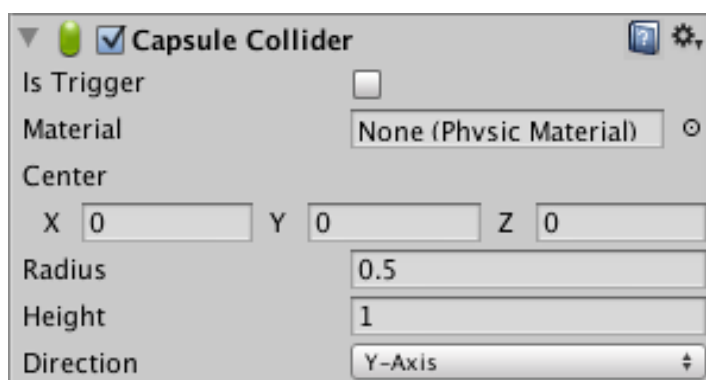 Capsule Collider
Is Trigger
Material None (Physic Material)
Center
X 0 Y 0 Z 0
Radius 0.5
Height 1
Direction Y-Axis